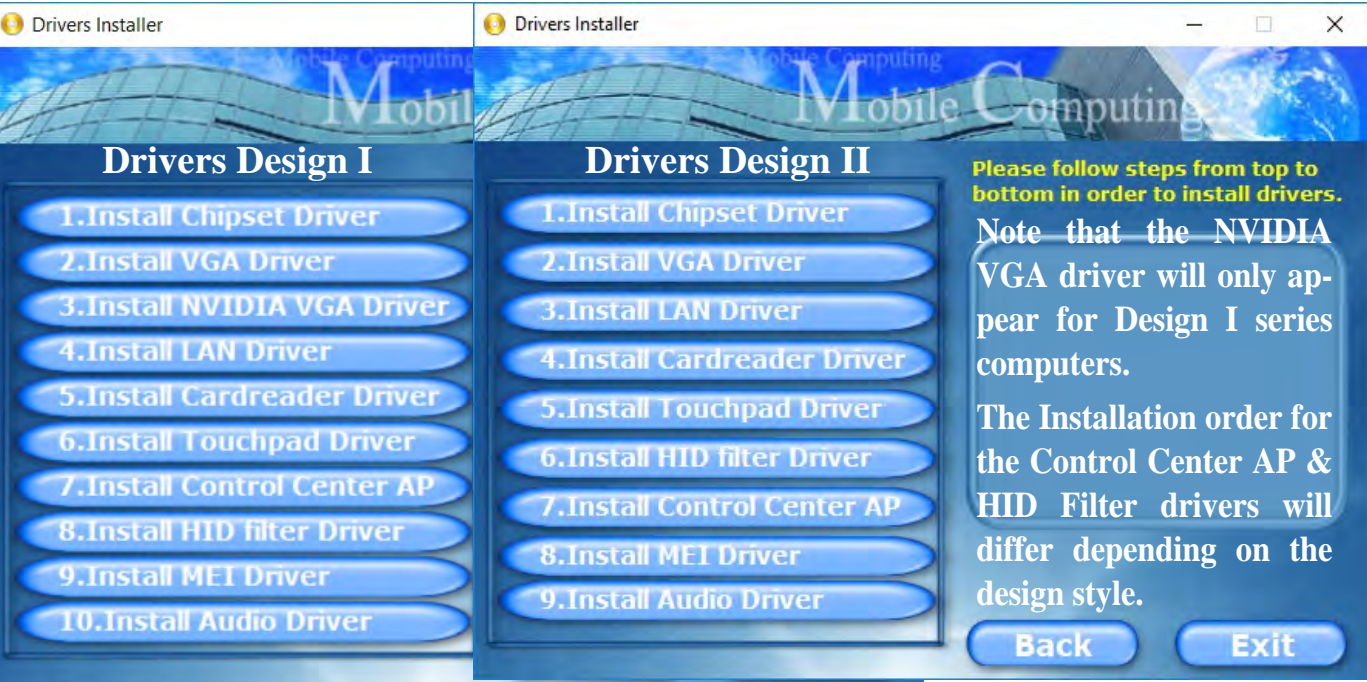 Drivers Installer
Mobile Computing
Mobil
Drivers Design I
1.Install Chipset Driver
2.Install VGA Driver
3.Install NVIDIA VGA Driver
4.Install LAN Driver
5.Install Cardreader Driver
6.Install Touchpad Driver
7.Install Control Center AP
8.Install HID filter Driver
9.Install MEI Driver
10.Install Audio Driver
Drivers Installer
Mobile Computing
Mobile Computing
Drivers Design II
1.Install Chipset Driver
2.Install VGA Driver
3.Install LAN Driver
4.Install Cardreader Driver
5.Install Touchpad Driver
6.Install HID filter Driver
7.Install Control Center AP
8.Install MEI Driver
9.Install Audio Driver
Please follow steps from top to
bottom in order to install drivers.
Note that the NVIDIA
VGA driver will only ap-
pear for Design I series
computers.
The Installation order for
the Control Center AP &
HID Filter drivers will
differ depending on the
design style.
Back
Exit